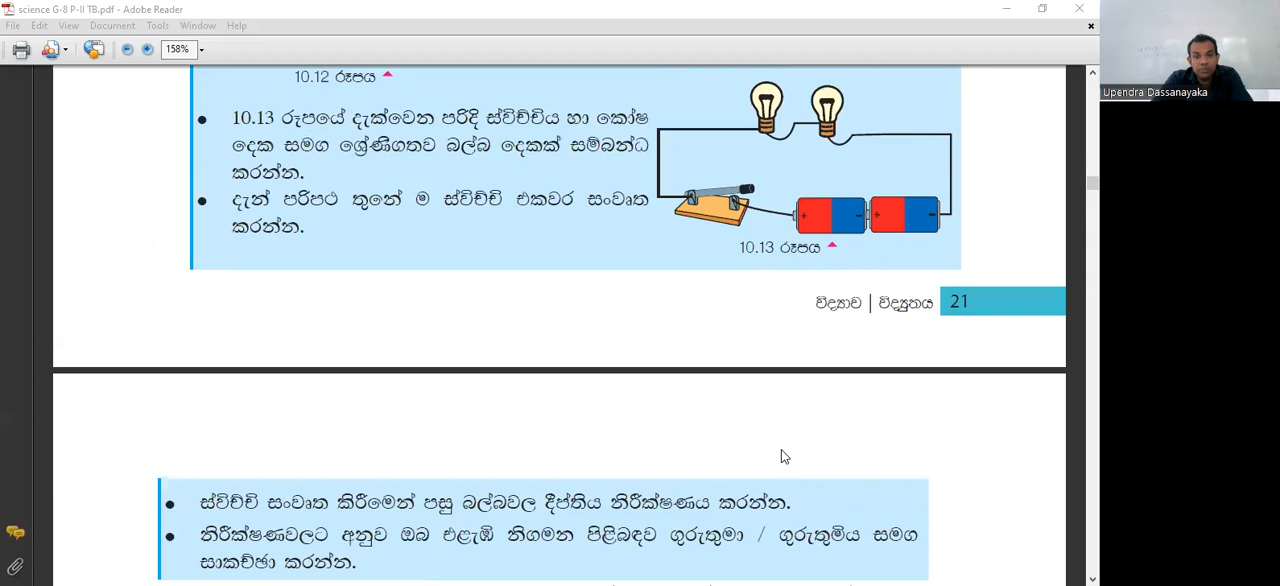 science G-8 P-II TB.pdf - Adobe Reader
File Edit View Document Tools Window Help
158%
Upendra Dassanayaka
10.12 රූපය
● 10.13 රූපයේ දැක්වෙන පරිදි ස්විච්චිය හා කෝෂ
දෙක සමග ශ්‍රේණිගතව බල්බ දෙකක් සම්බන්ධ
කරන්න.
● දැන් පරිපථ තුනේ ම ස්විච්චි එකවර සංවෘත
කරන්න.
+ - + -
10.13 රූපය
විද්‍යාව | විද්‍යුතය 21
● ස්විච්චි සංවෘත කිරීමෙන් පසු බල්බවල දීප්තිය නිරීක්ෂණය කරන්න.
● නිරීක්ෂණවලට අනුව ඔබ එළැඹි නිගමන පිළිබඳව ගුරුතුමා / ගුරුතුමිය සමග
සාකච්ඡා කරන්න.